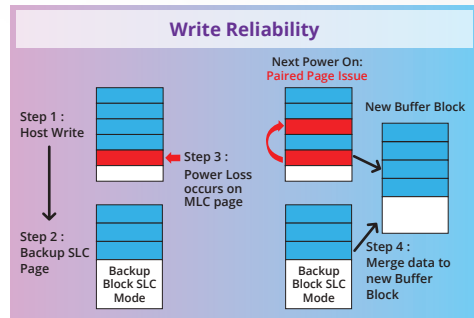 Write Reliability
Next Power On:
Paired Page Issue
New Buffer Block
Step 1 :
Host Write
Step 3 :
Power Loss
occurs on
MLC page
Step 2 :
Backup SLC
Page
Backup
Block SLC
Mode
Backup
Block SLC
Mode
Step 4 :
Merge data to
new Buffer
Block